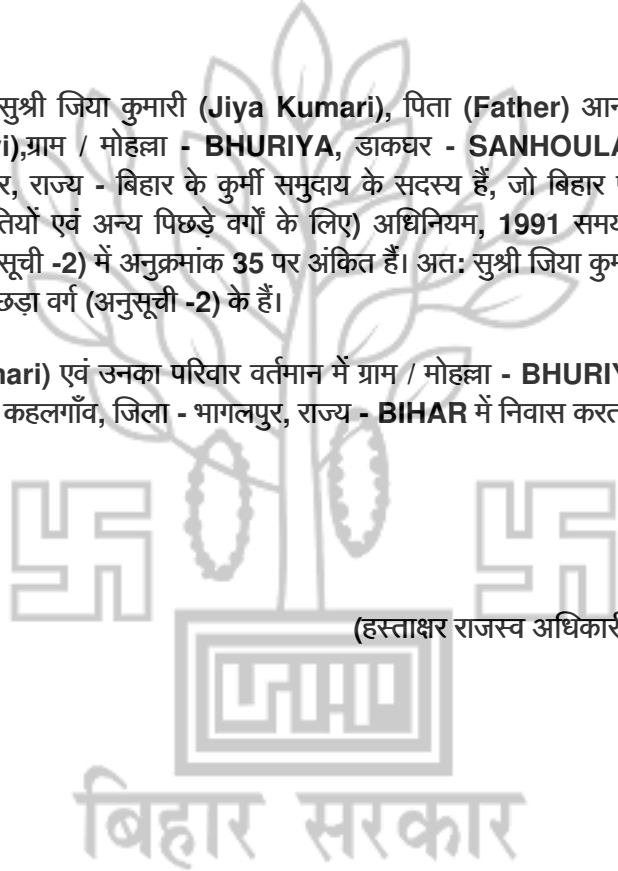 सुश्री जिया कुमारी (Jiya Kumari), पिता (Father) आन
ri),ग्राम / मोहल्ला - BHURIYA, डाकघर - SANHOULA
र, राज्य - बिहार के कुर्मी समुदाय के सदस्य हैं, जो बिहार
तियों एवं अन्य पिछड़े वर्गों के लिए) अधिनियम, 1991 सम
सूची -2) में अनुक्रमांक 35 पर अंकित हैं। अत: सुश्री जिया कुम
छड़ा वर्ग (अनुसूची -2) के हैं।
mari) एवं उनका परिवार वर्तमान में ग्राम / मोहल्ला - BHURIY
कहलगाँव, जिला - भागलपुर, राज्य - BIHAR में निवास करत
(हस्ताक्षर राजस्व अधिकारी
बिहार सरकार